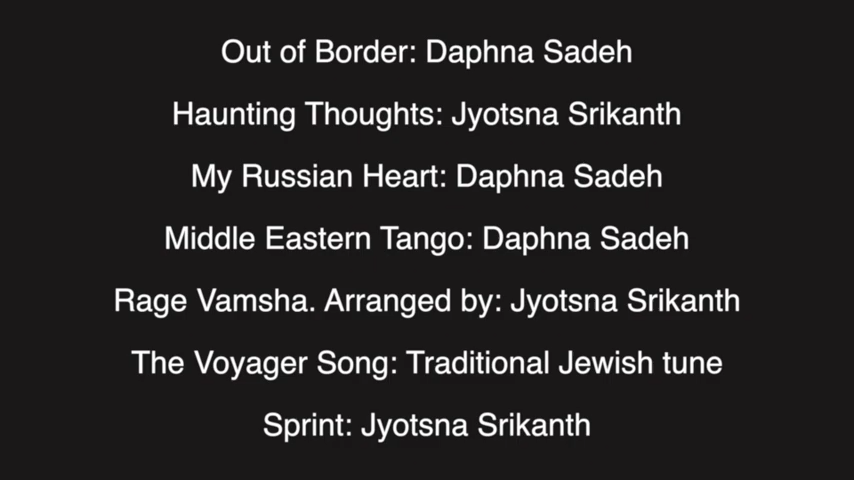 Out of Border: Daphna Sadeh
Haunting Thoughts: Jyotsna Srikanth
My Russian Heart: Daphna Sadeh
Middle Eastern Tango: Daphna Sadeh
Rage Vamsha. Arranged by: Jyotsna Srikanth
The Voyager Song: Traditional Jewish tune
Sprint: Jyotsna Srikanth